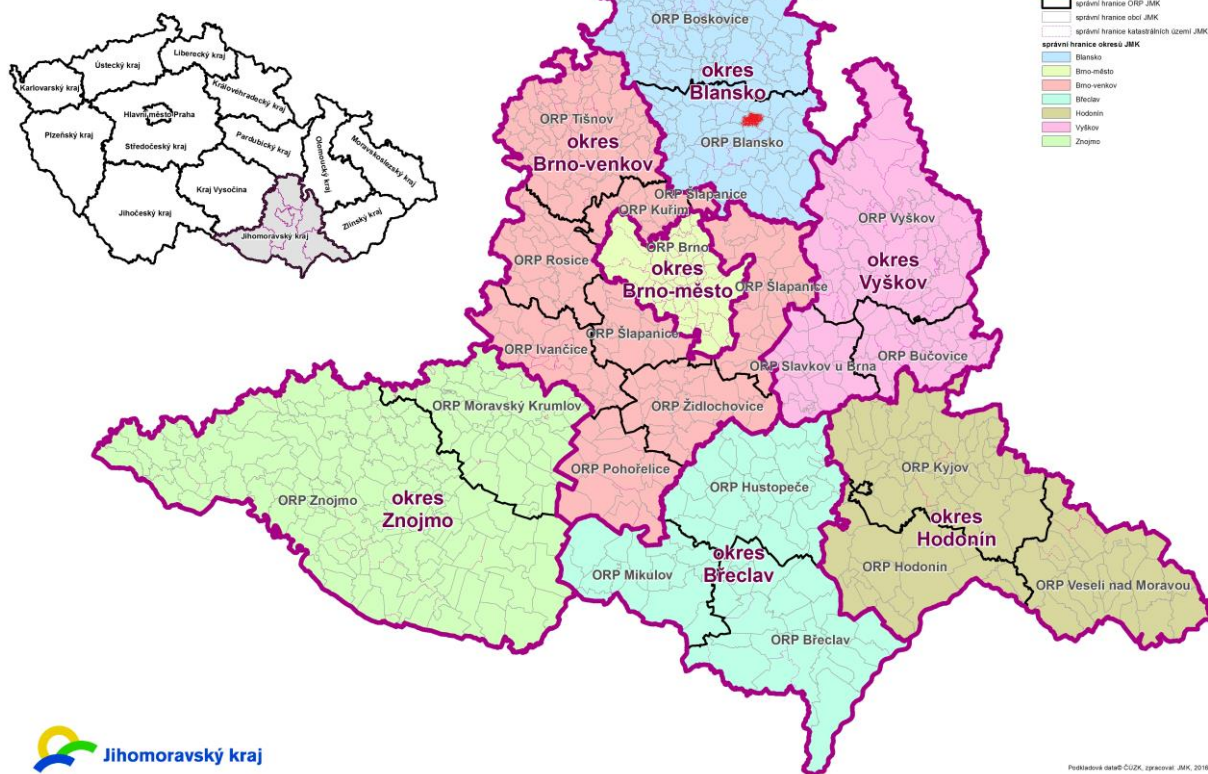 správní hranice ORP JMK
správní hranice obcí JMK
správní hranice katastrálních území JMK
správní hranice okresů JMK
Blansko
Brno-město
Brno-venkov
Břeclav
Hodonín
Vyškov
Znojmo
Karlovarský kraj
Ústecký kraj
Liberecký kraj
Královéhradecký kraj
Hlavní město Praha
Plzeňský kraj
Středočeský kraj
Pardubický kraj
Olomoucký kraj
Moravskoslezský kraj
Kraj Vysočina
Jihočeský kraj
Jihomoravský kraj
Zlínský kraj
ORP Boskovice
okres
Blansko
ORP Blansko
ORP Tišnov
okres
Brno-venkov
ORP Šlapanice
ORP Kuřim
ORP Brno
okres
Brno-město
ORP Rosice
ORP Šlapanice
ORP Šlapanice
ORP Ivančice
ORP Vyškov
okres
Vyškov
ORP Slavkov u Brna
ORP Bučovice
ORP Moravský Krumlov
ORP Židlochovice
ORP Pohořelice
ORP Znojmo
okres
Znojmo
ORP Hustopeče
okres
Břeclav
ORP Mikulov
ORP Břeclav
ORP Kyjov
okres
Hodonín
ORP Hodonín
ORP Veselí nad Moravou
Jihomoravský kraj
Podkladová data© ČÚZK, zpracoval: JMK, 2016